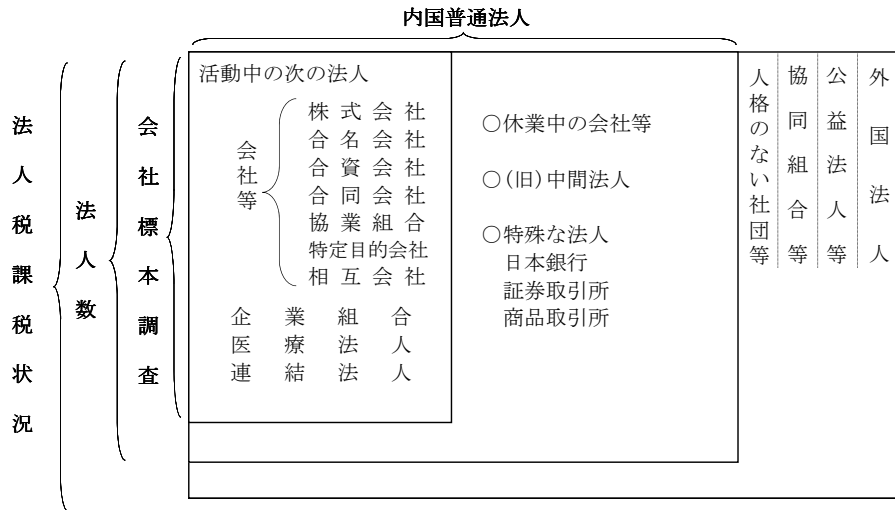 内国普通法人
法人税課税状況
法人数
会社標本調査
活動中の次の法人
会社等
株式会社
合名会社
合資会社
合同会社
協業組合
特定目的会社
相互会社
企業組合
医療法人
連結法人
○休業中の会社等
○(旧)中間法人
○特殊な法人
日本銀行
証券取引所
商品取引所
人格のない社団等
協同組合等
公益法人等
外国法人